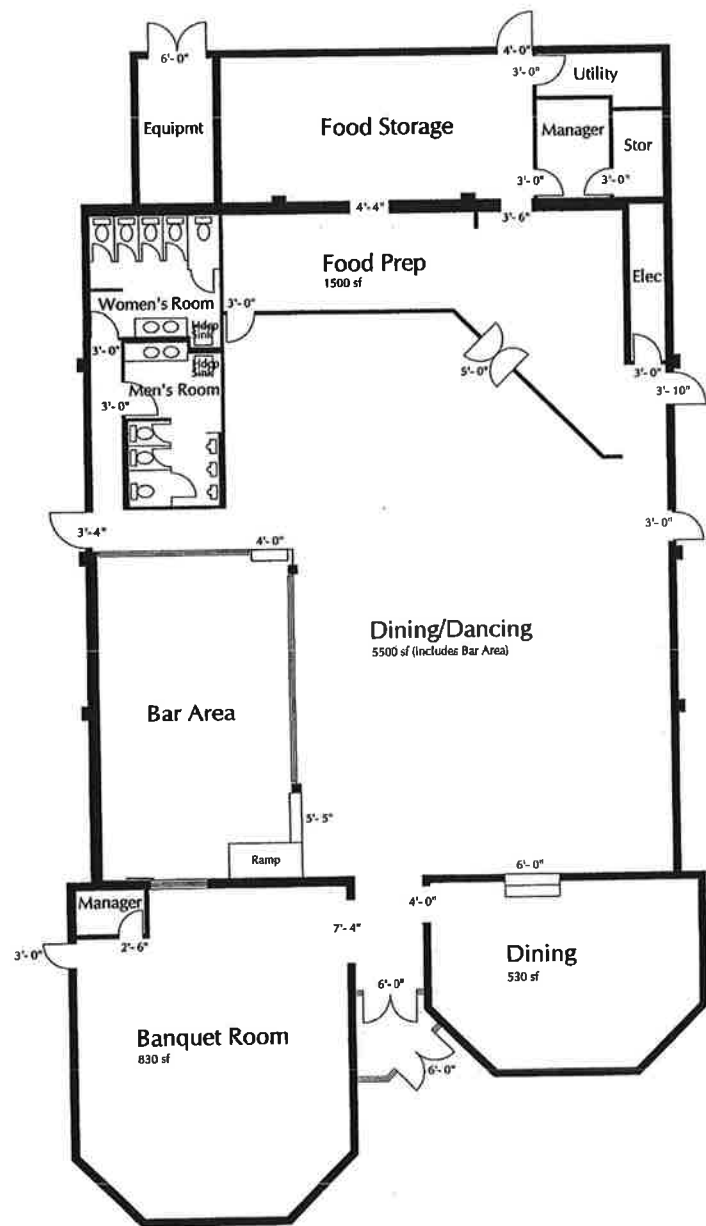 6'- 0"
4'- 0"
3'- 0"
Utility
Equipmt
Food Storage
Manager
Stor
3'- 0"
3'- 0"
4'- 4"
3'- 6"
Food Prep
1500 sf
Elec
Women's Room
3'- 0"
Hdcp
Sink
3'- 0"
Hdcp
Sink
5'- 0"
3'- 0"
Men's Room
3'- 0"
3'- 10"
3'- 4"
3'- 0"
4'- 0"
Dining/Dancing
5500 sf (includes Bar Area)
Bar Area
5'- 5"
Ramp
6'- 0"
Manager
4'- 0"
7'- 4"
2'- 6"
3'- 0"
Dining
530 sf
6'- 0"
Banquet Room
830 sf
6'- 0"